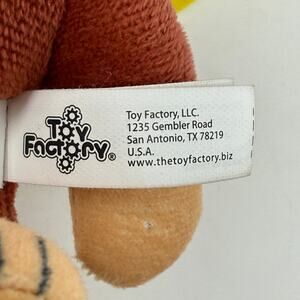 Toy
Factory®
Toy Factory, LLC.
1235 Gembler Road
San Antonio, TX 78219
U.S.A.
www.thetoyfactory.biz